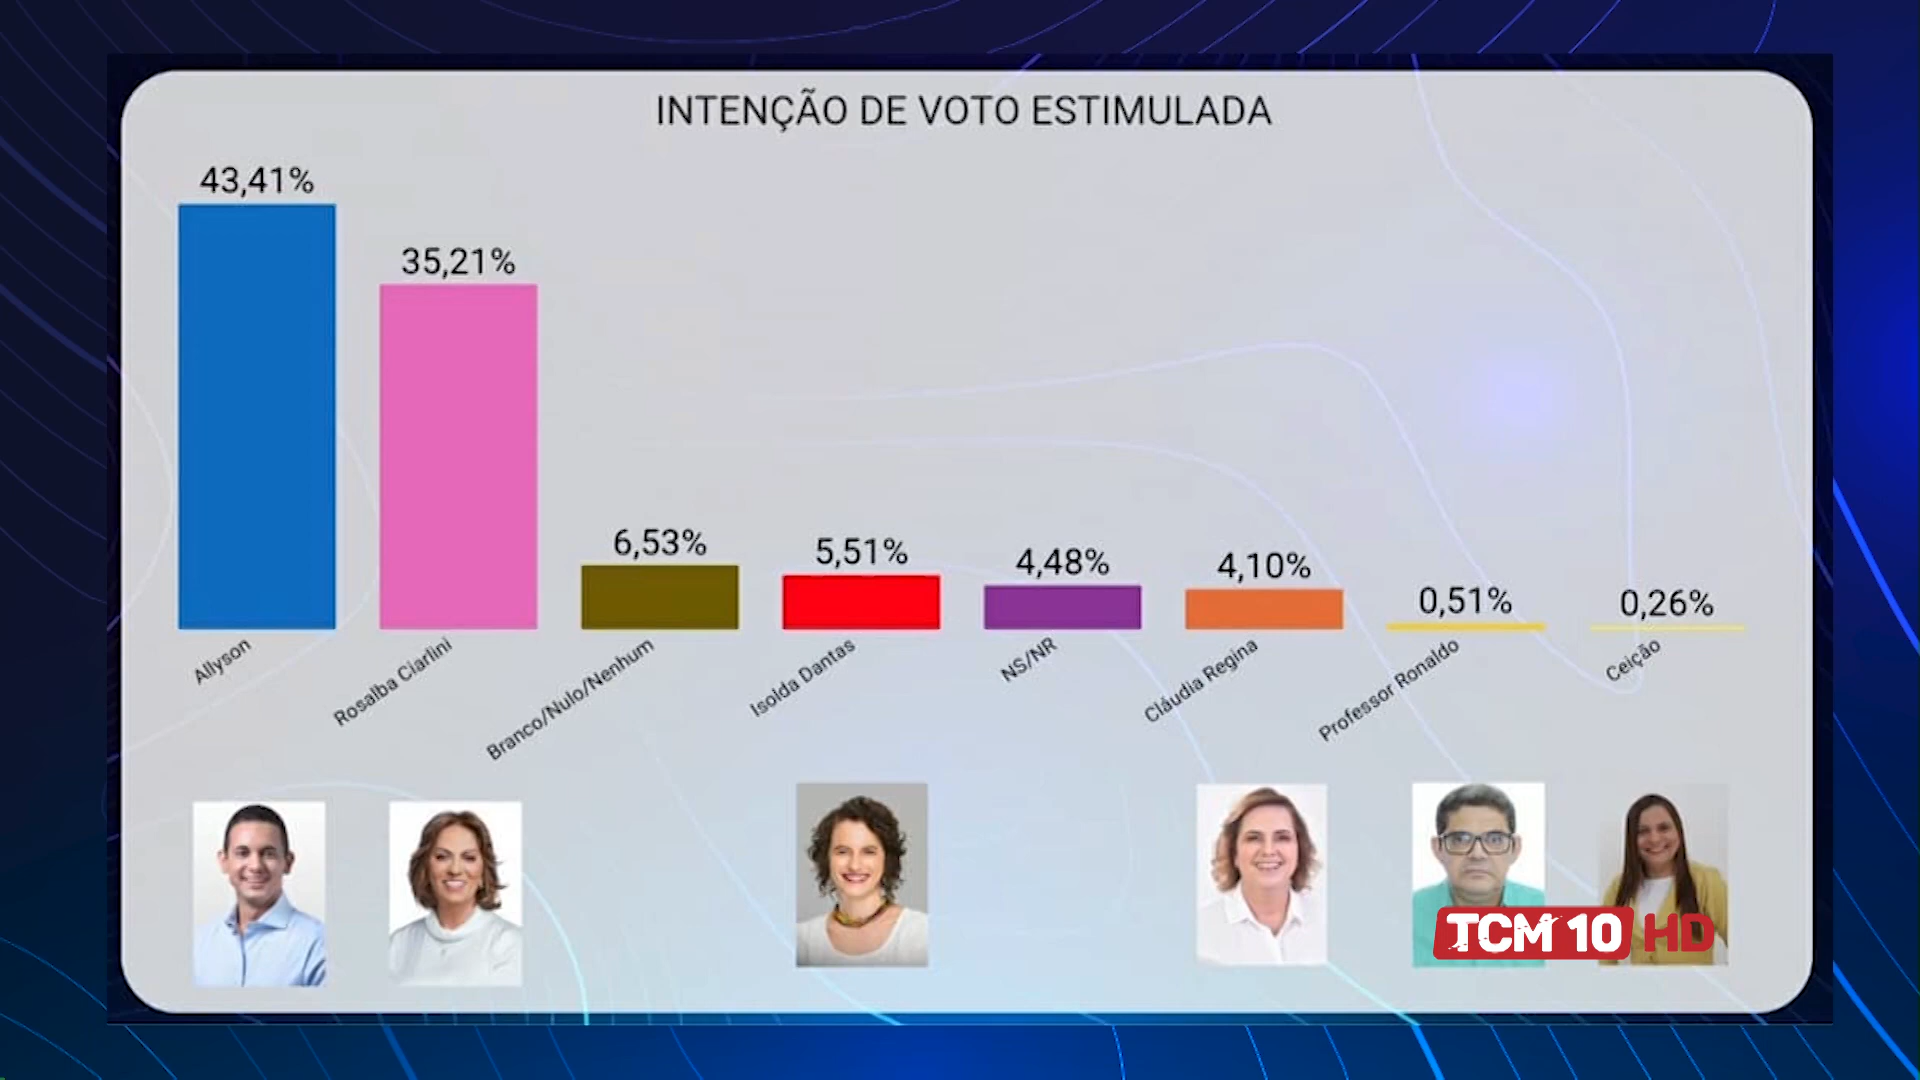 INTENÇÃO DE VOTO ESTIMULADA
43,41%
35,21%
6,53%
5,51%
4,48%
4,10%
0,51%
0,26%
Allyson
Rosalba Ciarlini
Branco/Nulo/Nenhum
Isolda Dantas
NS/NR
Cláudia Regina
Professor Ronaldo
Ceição
TCM 10 HD